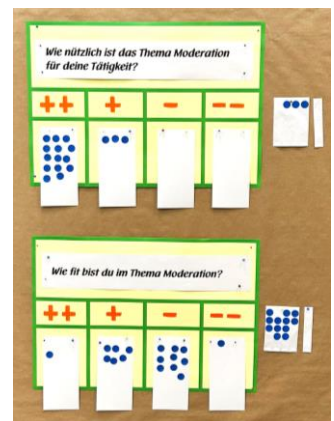 Wie nützlich ist das Thema Moderation
für deine Tätigkeit?
++ + - --
Wie fit bist du im Thema Moderation?
++ + - --